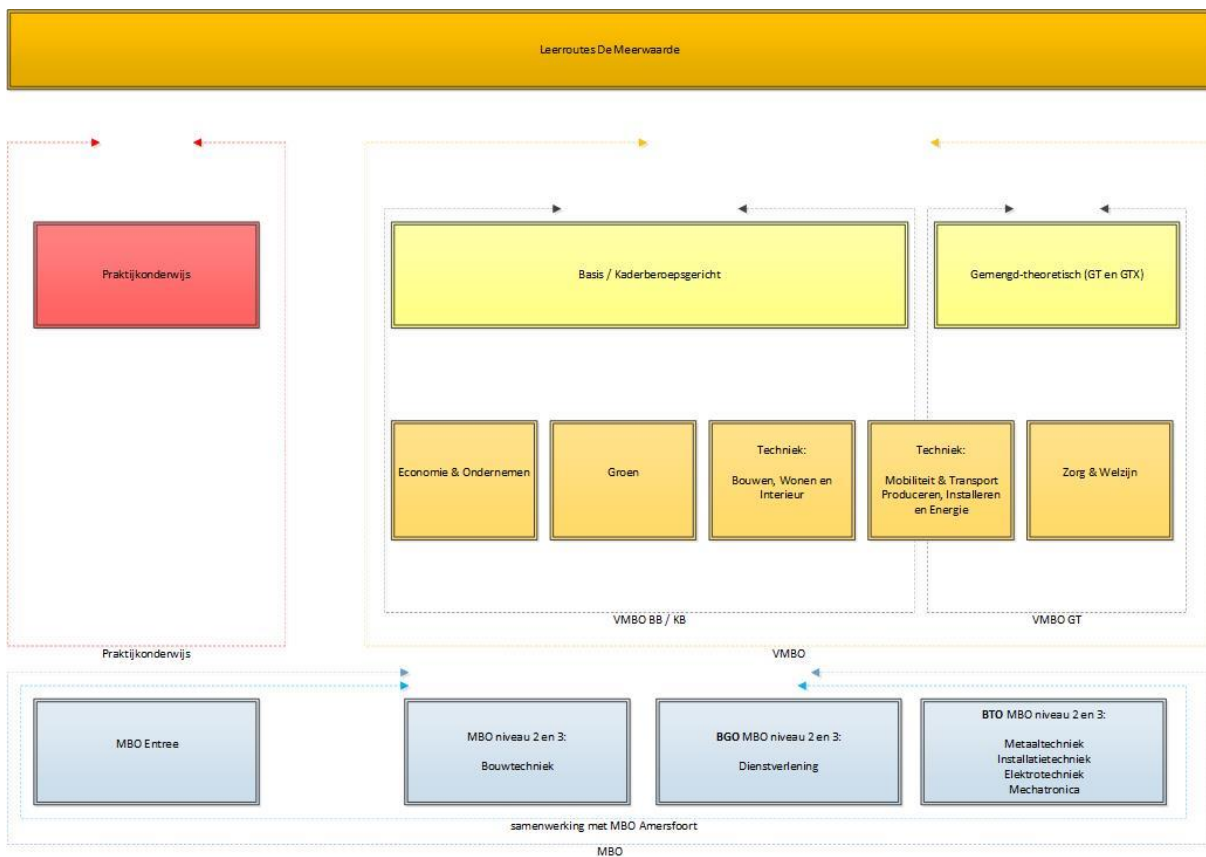 Leerroutes De Meerwaarde
Praktijkonderwijs
Basis / Kaderberoepsgericht
Gemengd-theoretisch (GT en GTX)
Economie & Ondernemen
Groen
Techniek:
Bouwen, Wonen en
Interieur
Techniek:
Mobiliteit & Transport
Produceren, Installeren
en Energie
Zorg & Welzijn
VMBO BB / KB
VMBO GT
Praktijkonderwijs
VMBO
MBO Entree
MBO niveau 2 en 3:
Bouwtechniek
BGO MBO niveau 2 en 3:
Dienstverlening
BTO MBO niveau 2 en 3:
Metaaltechniek
Installatietechniek
Elektrotechniek
Mechatronica
samenwerking met MBO Amersfoort
MBO